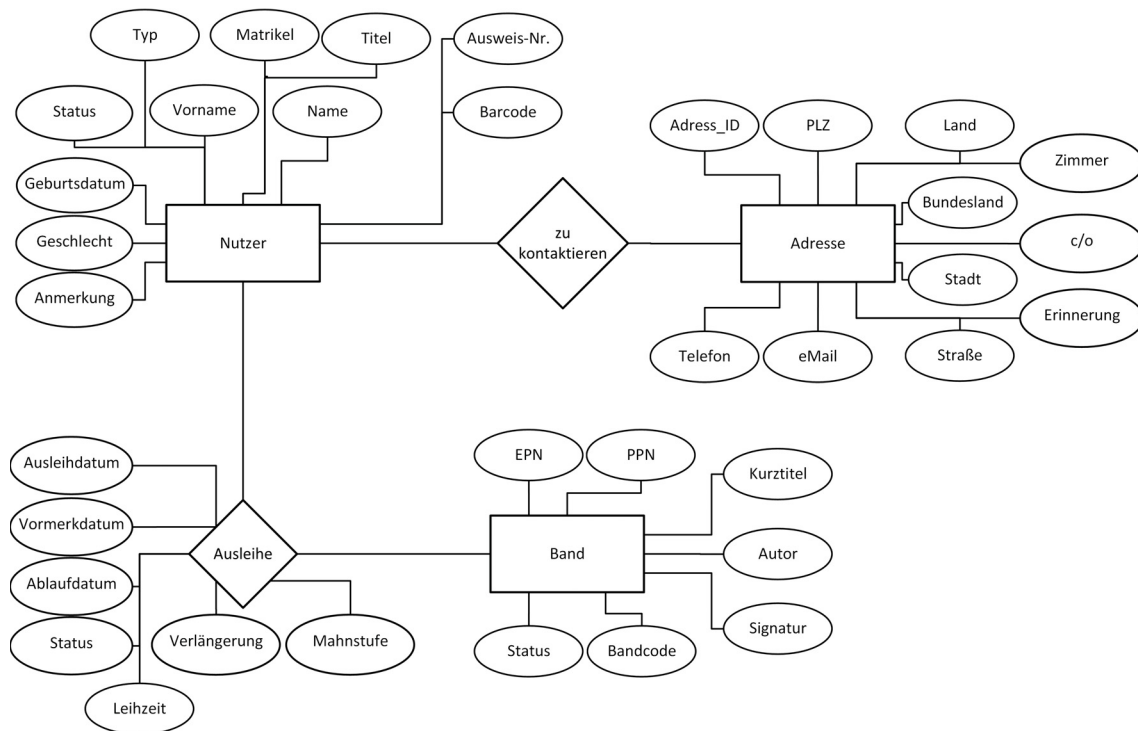 Typ
Matrikel
Titel
Ausweis-Nr.
Status
Vorname
Name
Barcode
Adress_ID
PLZ
Land
Zimmer
Geburtsdatum
Bundesland
Geschlecht
Nutzer
zu
kontaktieren
Adresse
c/o
Anmerkung
Stadt
Erinnerung
Telefon
eMail
Straße
Ausleihdatum
EPN
PPN
Kurztitel
Vormerkdatum
Ausleihe
Band
Autor
Ablaufdatum
Status
Verlängerung
Mahnstufe
Status
Bandcode
Signatur
Leihzeit